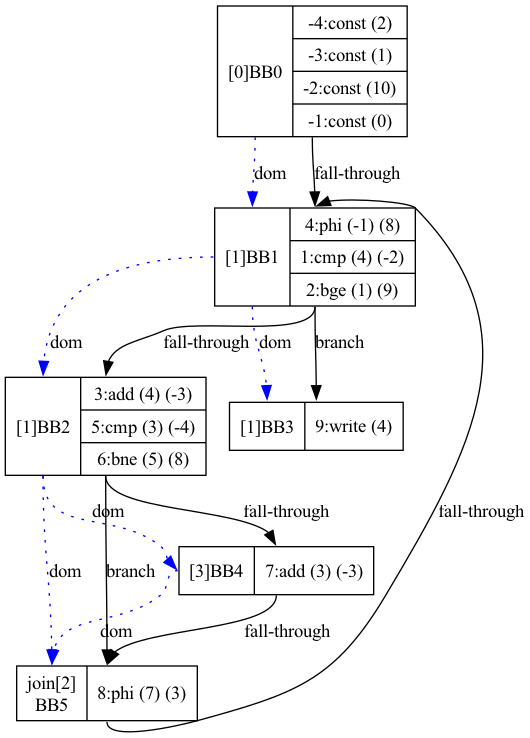 [0]BB0
-4:const (2)
-3:const (1)
-2:const (10)
-1:const (0)
dom
fall-through
[1]BB1
4:phi (-1) (8)
1:cmp (4) (-2)
2:bge (1) (9)
dom
fall-through
dom
branch
[1]BB2
3:add (4) (-3)
5:cmp (3) (-4)
6:bne (5) (8)
[1]BB3
9:write (4)
dom
fall-through
fall-through
dom
branch
[3]BB4
7:add (3) (-3)
dom
fall-through
join[2]
BB5
8:phi (7) (3)